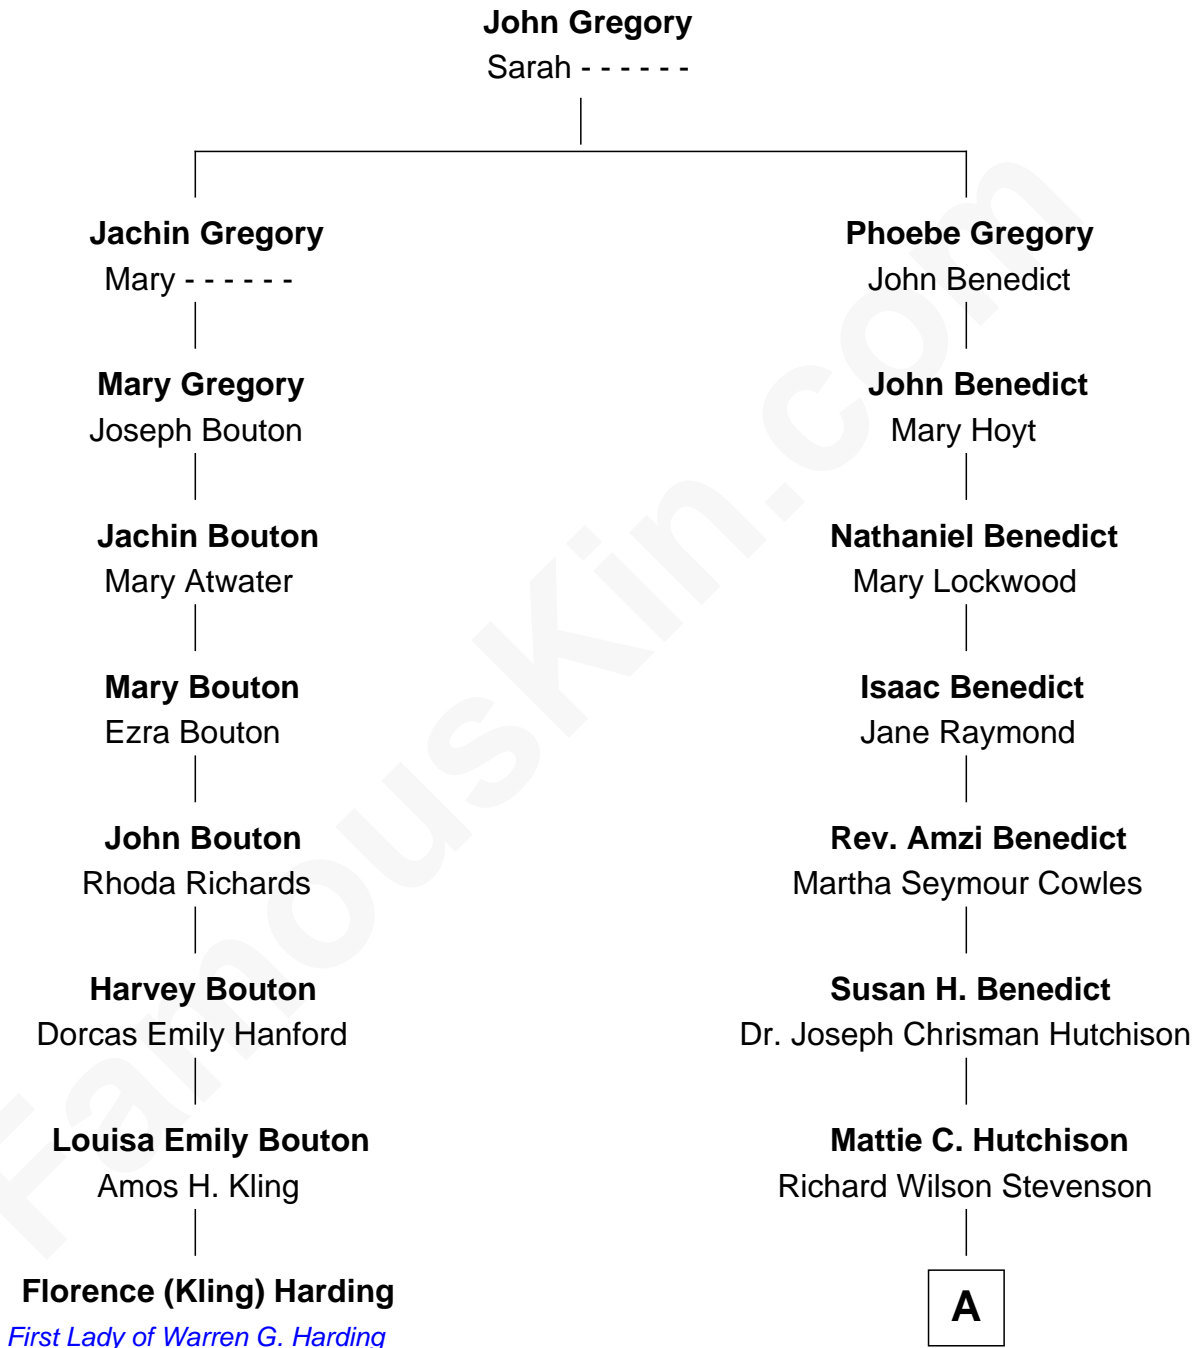 John Gregory
Sarah - - - - - -
Jachin Gregory
Mary - - - - - -
Phoebe Gregory
John Benedict
Mary Gregory
Joseph Bouton
John Benedict
Mary Hoyt
Jachin Bouton
Mary Atwater
Nathaniel Benedict
Mary Lockwood
Mary Bouton
Ezra Bouton
Isaac Benedict
Jane Raymond
John Bouton
Rhoda Richards
Rev. Amzi Benedict
Martha Seymour Cowles
Harvey Bouton
Dorcas Emily Hanford
Susan H. Benedict
Dr. Joseph Chrisman Hutchison
Louisa Emily Bouton
Amos H. Kling
Mattie C. Hutchison
Richard Wilson Stevenson
Florence (Kling) Harding
First Lady of Warren G. Harding
A
FamousKin.com